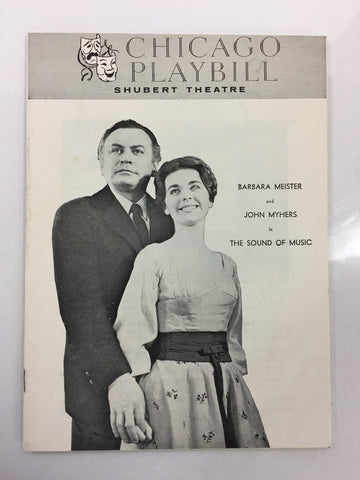 CHICAGO
PLAYBILL
SHUBERT THEATRE
BARBARA MEISTER
and
JOHN MYHERS
in
THE SOUND OF MUSIC